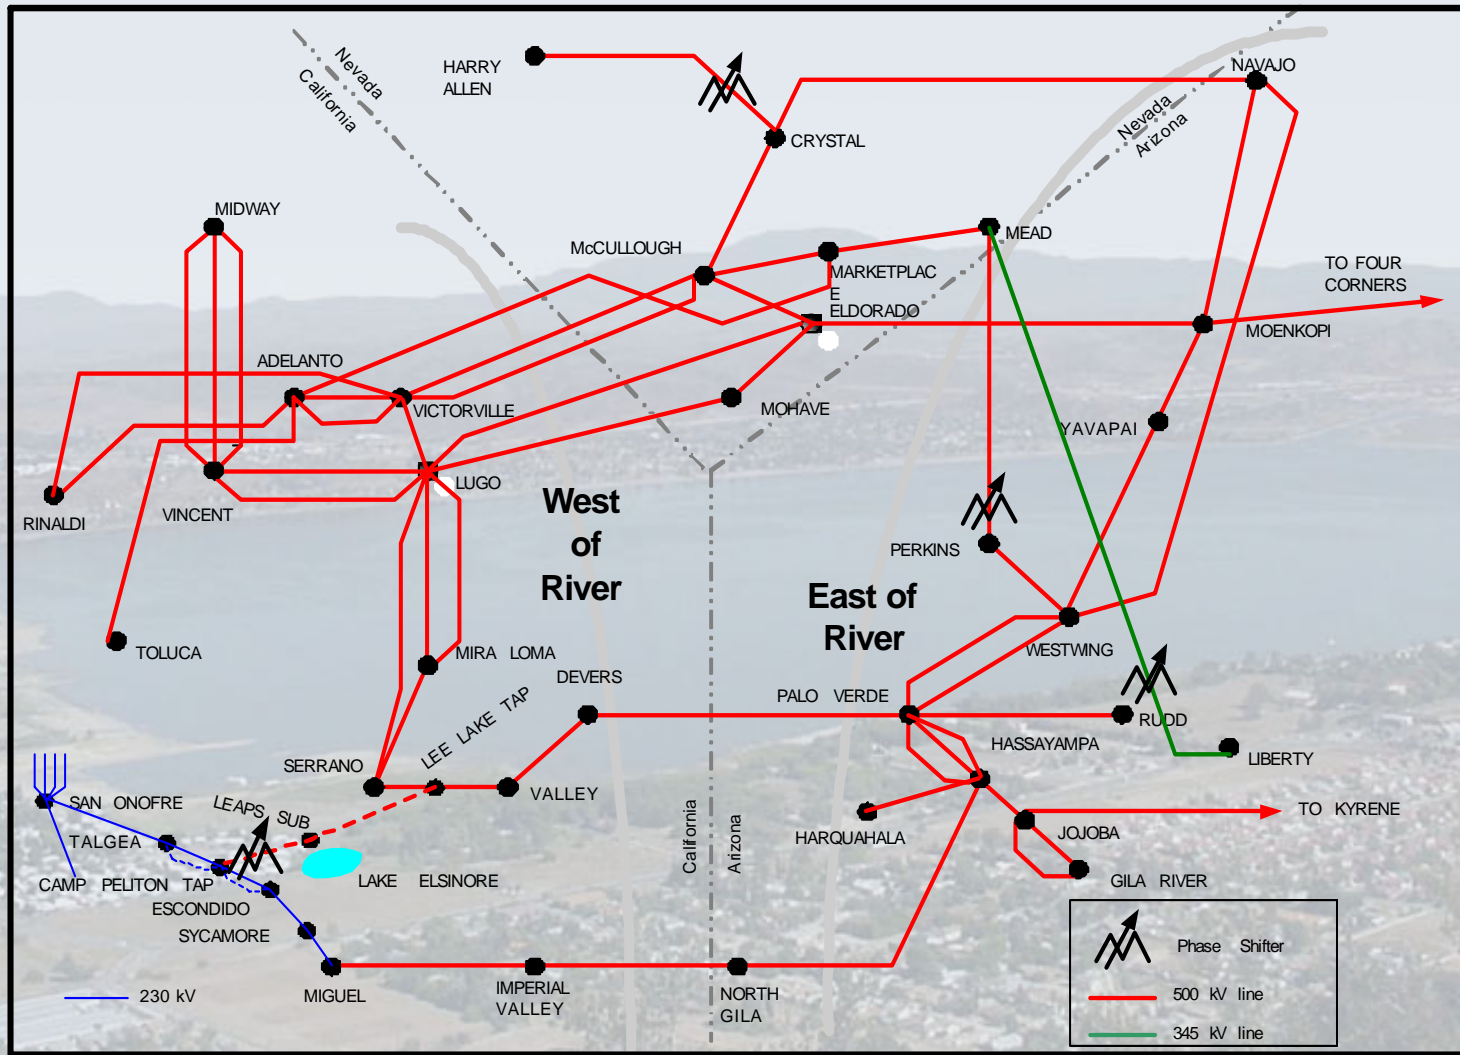 HARRY
ALLEN
Nevada
California
NAVAJO
Nevada
Arizona
CRYSTAL
MIDWAY
McCULLOUGH
MEAD
MARKETPLAC
E
ELDORADO
TO FOUR
CORNERS
MOENKOPI
ADELANTO
VICTORVILLE
MOHAVE
YAVAPAI
LUGO
RINALDI
VINCENT
West
of
River
PERKINS
East of
River
TOLUCA
MIRA LOMA
WESTWING
DEVERS
PALO VERDE
LEE LAKE TAP
RUDD
HASSAYAMPA
LIBERTY
SERRANO
VALLEY
SAN ONOFRE
LEAPS SUB
TALGEA
HARQUAHALA
TO KYRENE
JOJOBA
California
Arizona
CAMP PELITON TAP
LAKE ELSINORE
GILA RIVER
ESCONDIDO
SYCAMORE
MIGUEL
IMPERIAL
VALLEY
NORTH
GILA
230 kV
Phase Shifter
500 kV line
345 kV line